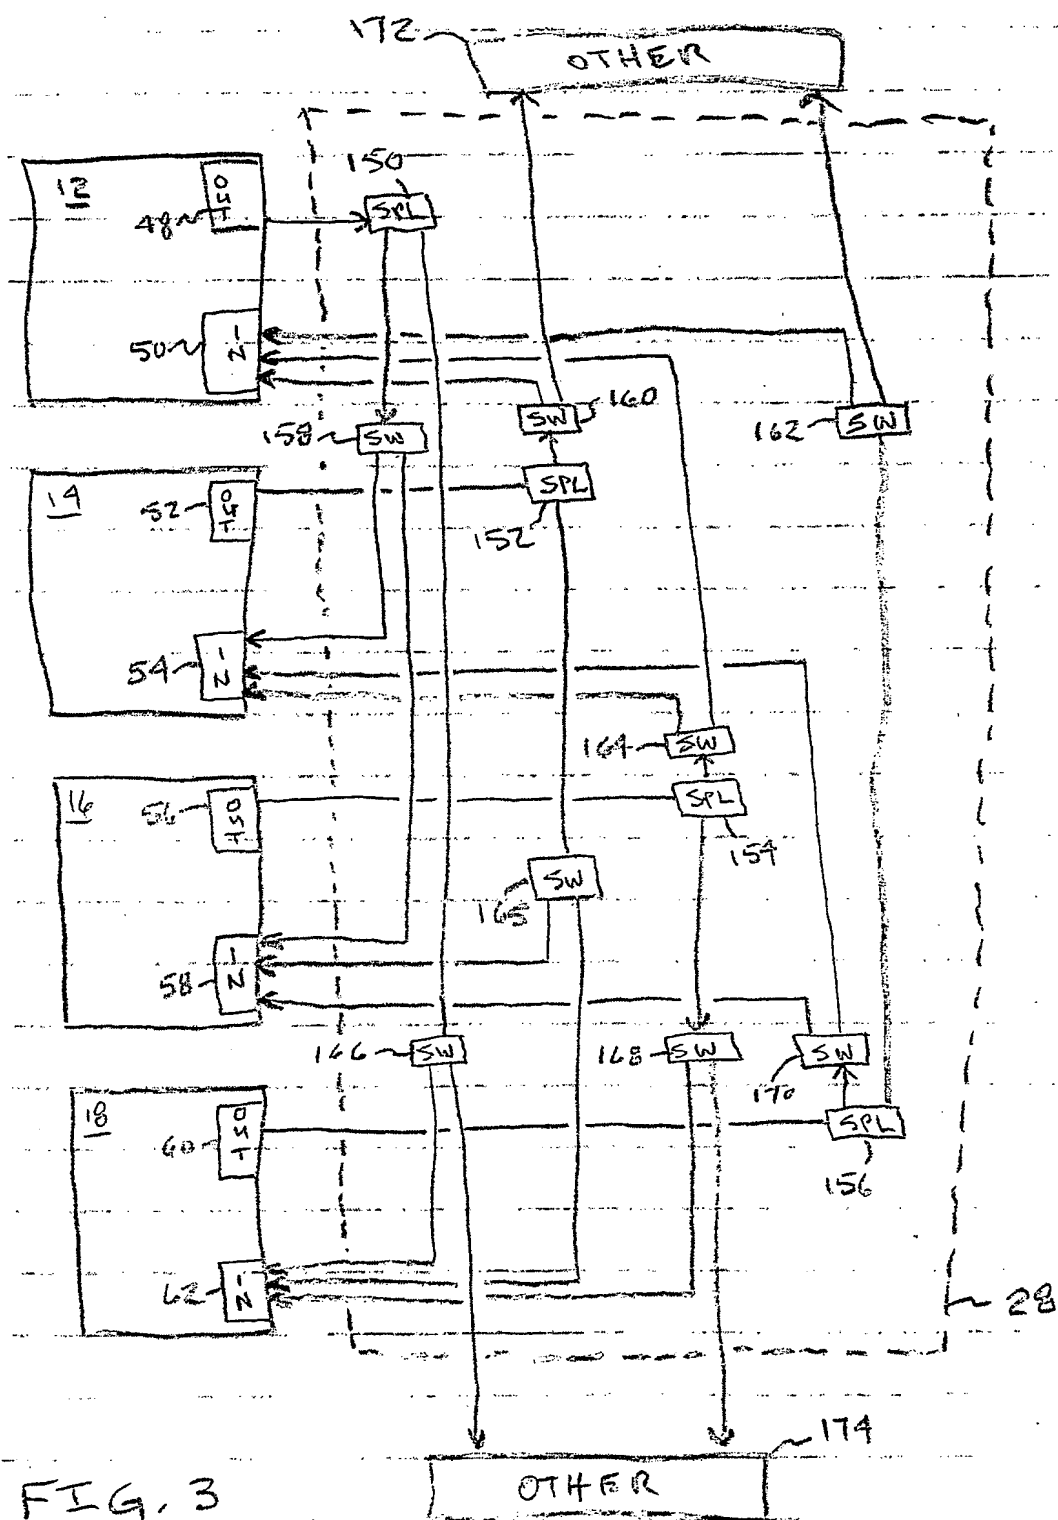 172
OTHER
150
12
OUT
48
SPL
50
IN
158
SW
SW
160
162
SW
14
OUT
52
SPL
152
54
IN
164
SW
16
56
OUT
SPL
154
165
SW
58
IN
166
SW
168
SW
SW
170
18
OUT
60
SPL
156
62
IN
28
174
OTHER
FIG. 3